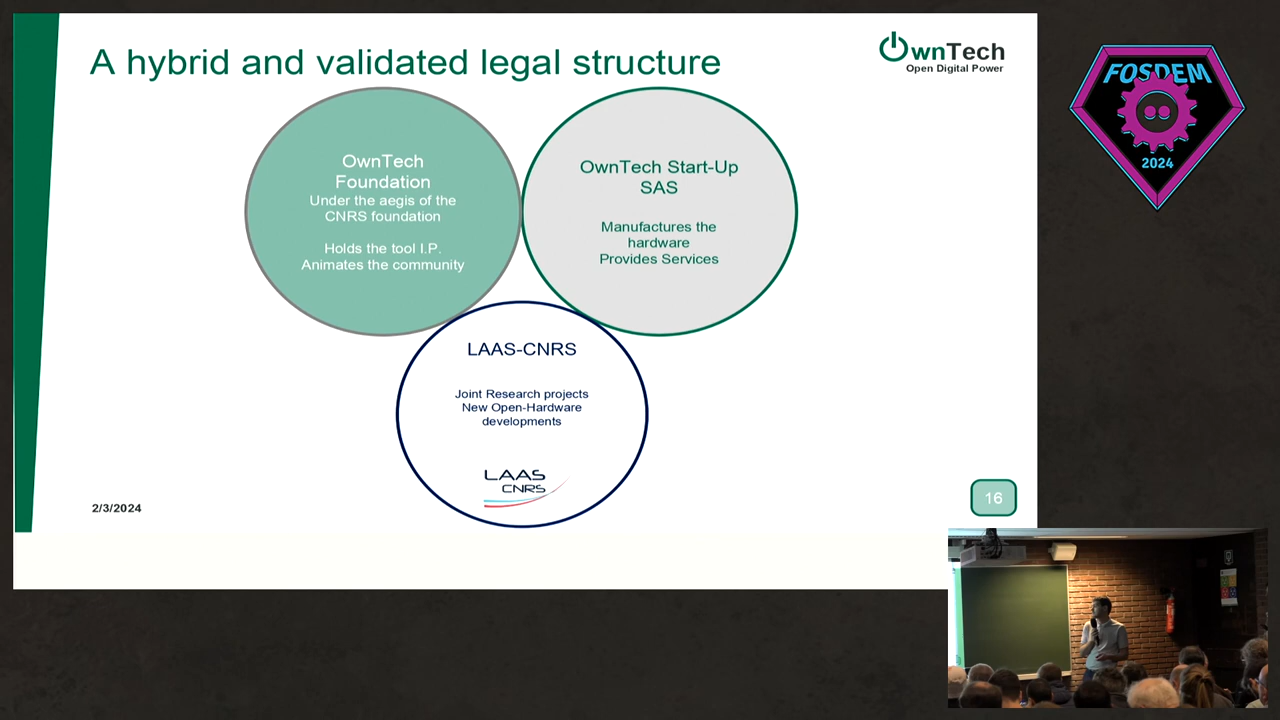 A hybrid and validated legal structure
OwnTech
Open Digital Power
FOSDEM
2024
OwnTech
Foundation
Under the aegis of the
CNRS foundation
Holds the tool I.P.
Animates the community
OwnTech Start-Up
SAS
Manufactures the
hardware
Provides Services
LAAS-CNRS
Joint Research projects
New Open-Hardware
developments
LAAS
CNRS
2/3/2024
16